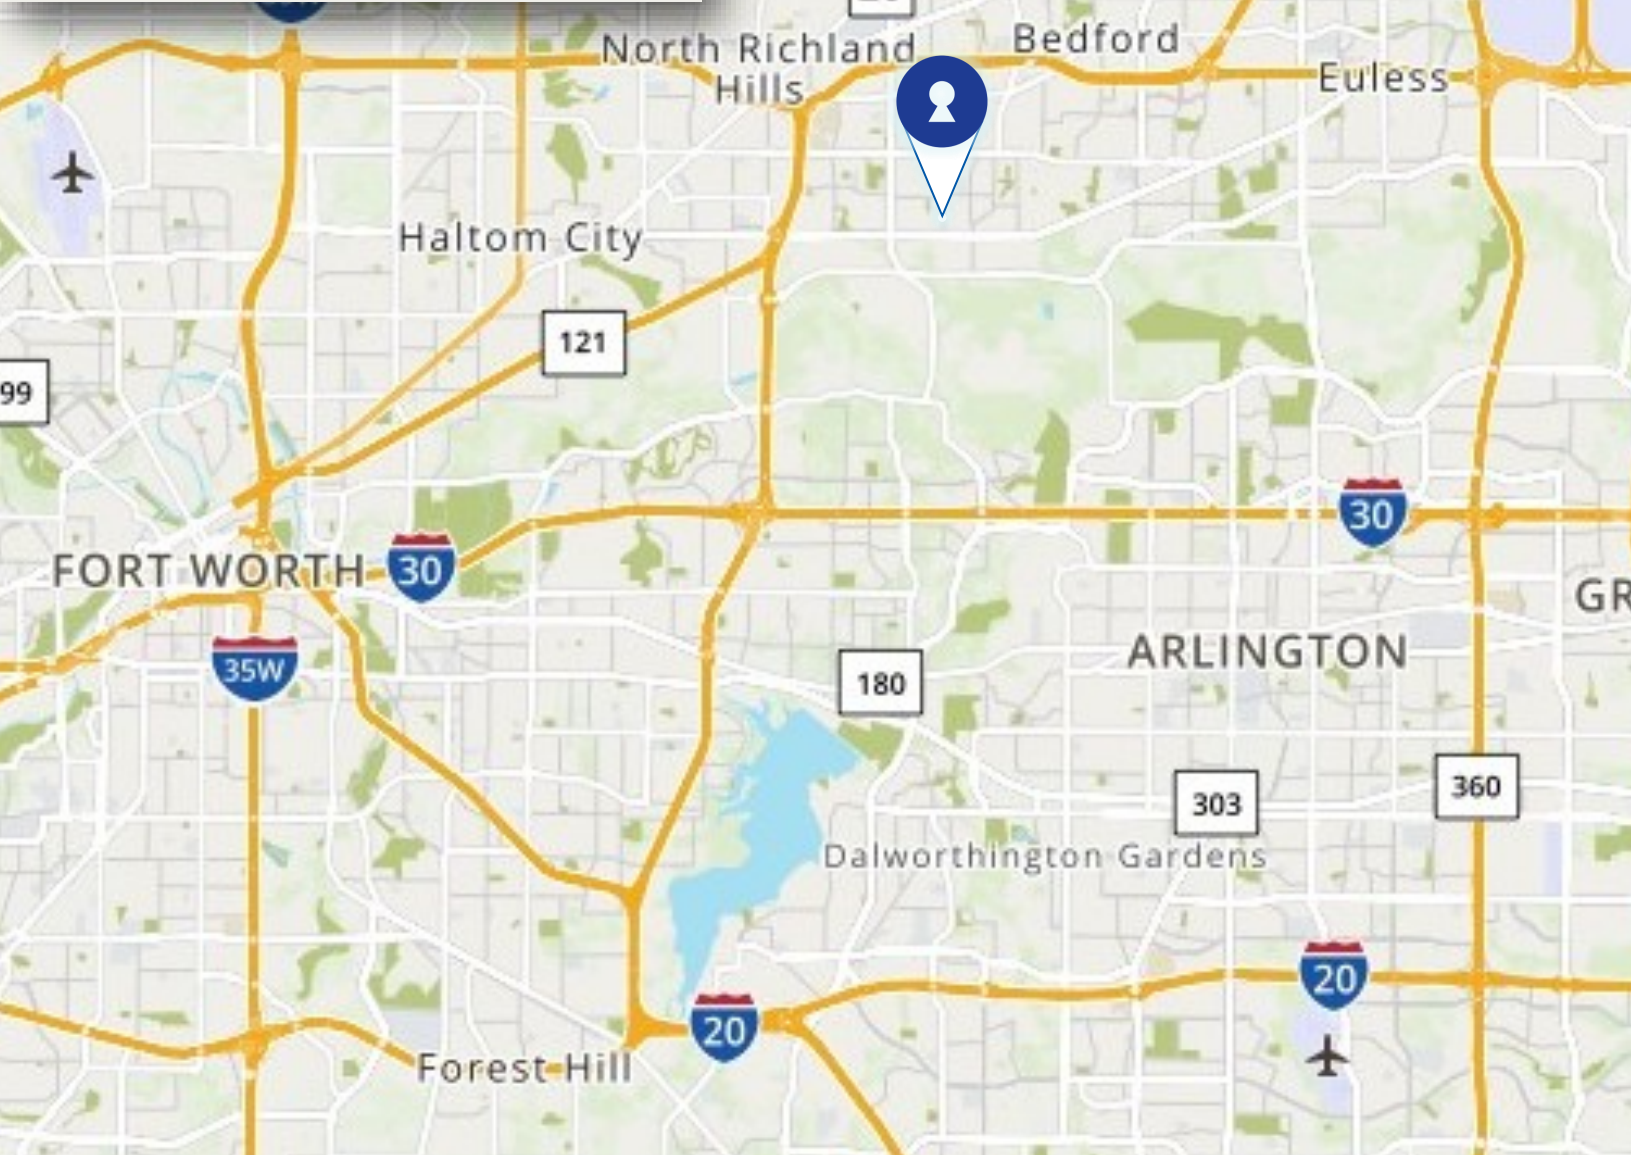 North Richland
Hills
Bedford
Euless
Haltom City
121
99
30
FORT WORTH
30
GR
35W
180
ARLINGTON
303
360
Dalworthington Gardens
20
20
Forest Hill